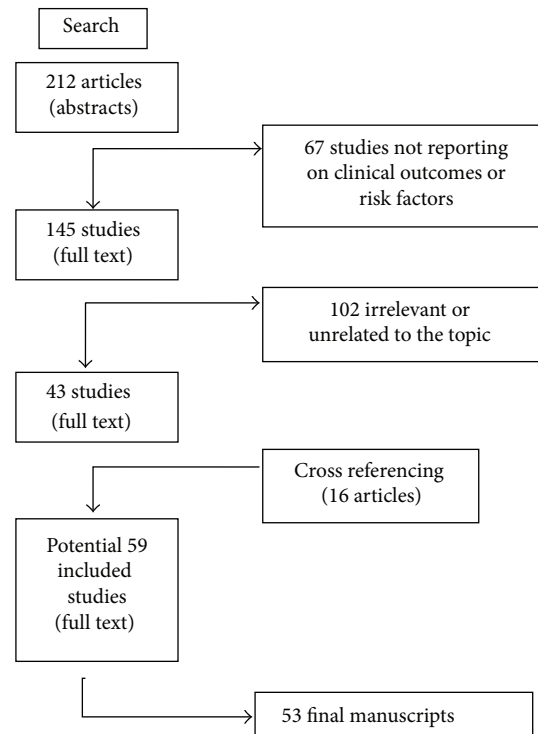 Search
212 articles
(abstracts)
67 studies not reporting
on clinical outcomes or
risk factors
145 studies
(full text)
102 irrelevant or
unrelated to the topic
43 studies
(full text)
Cross referencing
(16 articles)
Potential 59
included
studies
(full text)
53 final manuscripts